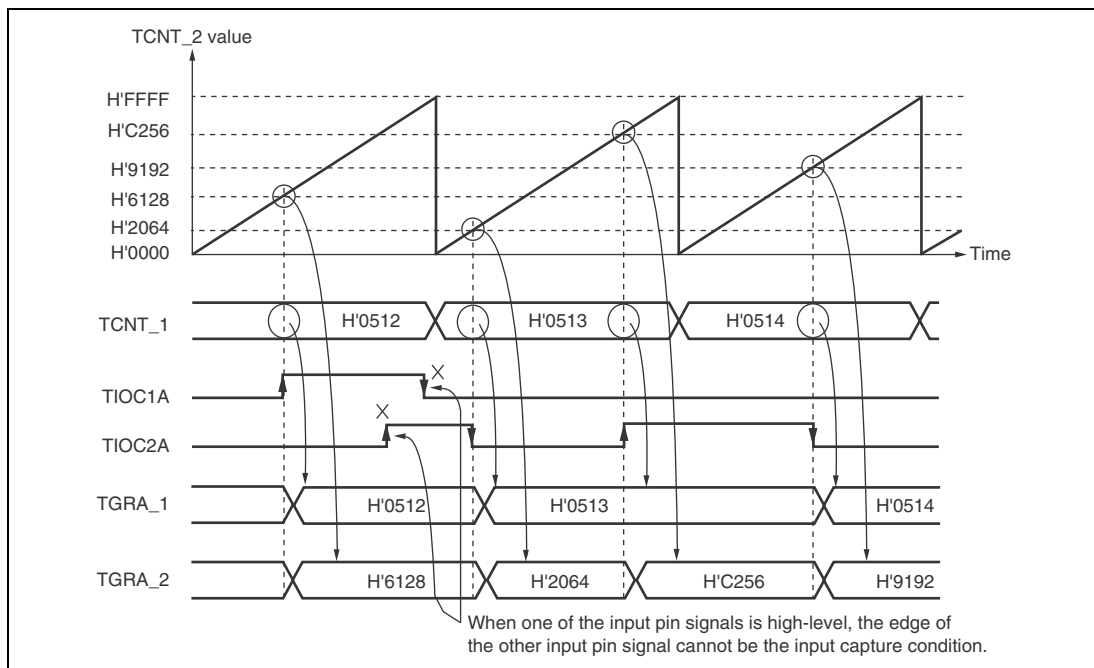 TCNT_2 value
H'FFFF
H'C256
H'9192
H'6128
H'2064
H'0000
Time
TCNT_1 H'0512 H'0513 H'0514
TIOC1A X
TIOC2A X
TGRA_1 H'0512 H'0513 H'0514
TGRA_2 H'6128 H'2064 H'C256 H'9192
When one of the input pin signals is high-level, the edge of
the other input pin signal cannot be the input capture condition.